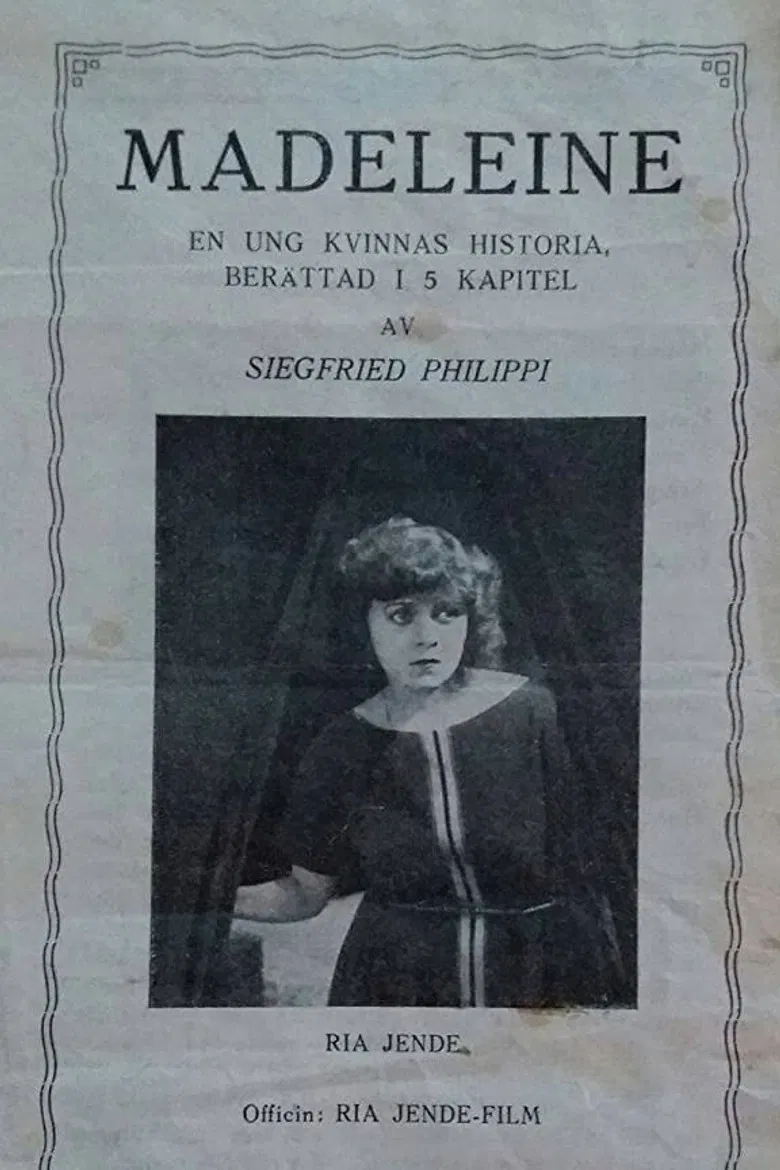 MADELEINE
EN UNG KVINNAS HISTORIA,
BERÄTTAD I 5 KAPITEL
AV
SIEGFRIED PHILIPPI
RIA JENDE
Officin: RIA JENDE-FILM